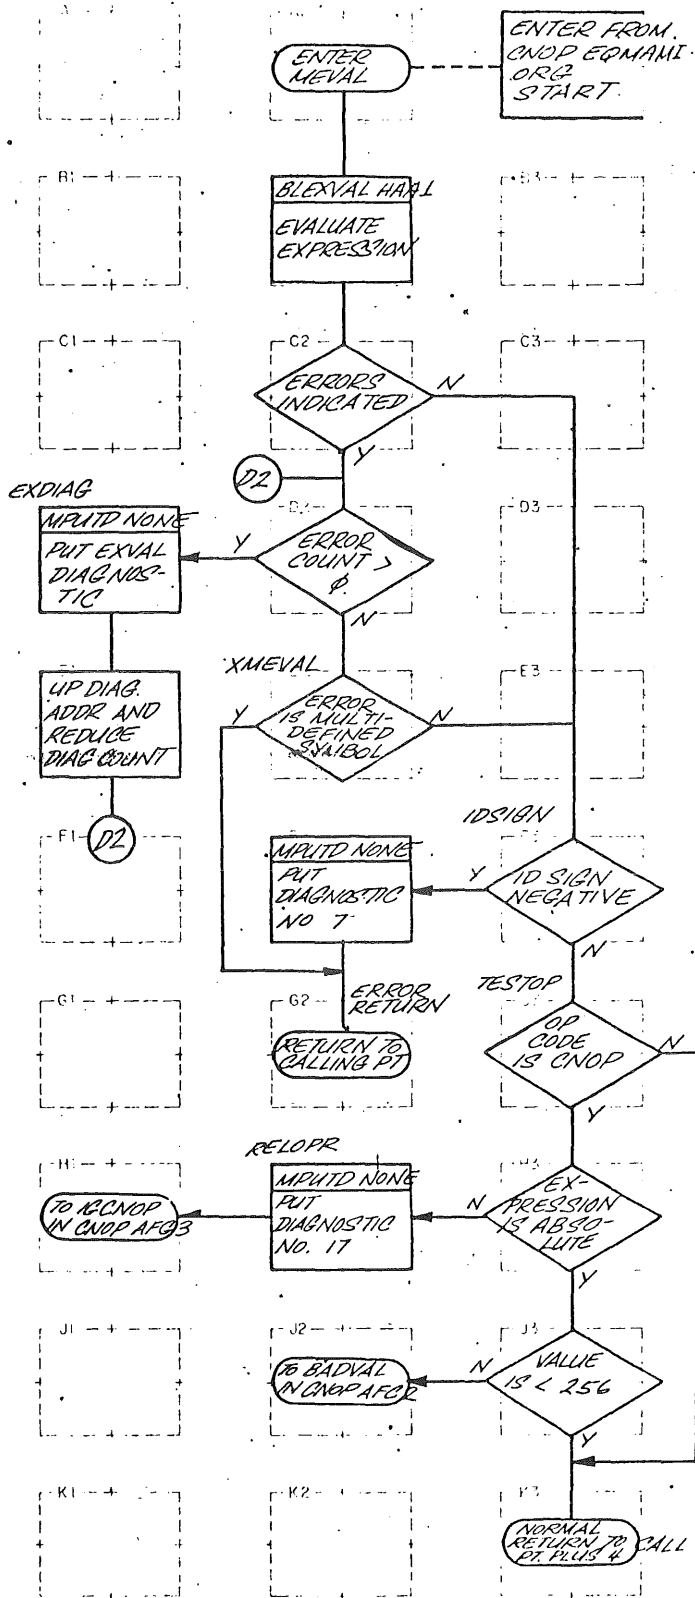 ENTER
MEVAL
ENTER FROM.
CNOP EQMAMI.
ORG
START.
B1
B3
BLEXVAL HAA1
EVALUATE
EXPRESSION
C1
C2
C3
ERRORS
INDICATED
N
Y
D2
EXDIAG
MPUTD NONE
PUT EXVAL
DIAGNOS-
TIC
Y
D2
ERROR
COUNT >
Ø.
N
D3
UP DIAG.
ADDR AND
REDUCE
DIAG COUNT
D2
XMEVAL
Y
ERROR
IS MULTI-
DEFINED
SYMBOL
N
E3
F1
IDSIGN
MPUTD NONE
PUT
DIAGNOSTIC
NO 7
Y
ID SIGN
NEGATIVE
N
ERROR
RETURN
TESTOP
G1
G2
RETURN TO
CALLING PT
OP
CODE
IS CNOP
N
Y
RELOPR
H1
TO IGCNOP
IN CNOP AFG3
MPUTD NONE
PUT
DIAGNOSTIC
NO. 17
N
H3
EX-
PRESSION
IS ABSO-
LUTE
Y
J1
J2
TO BADVAL
IN CNOP AFG2
N
J3
VALUE
IS < 256
Y
K1
K2
K3
NORMAL
RETURN TO CALL
PT. PLUS 4